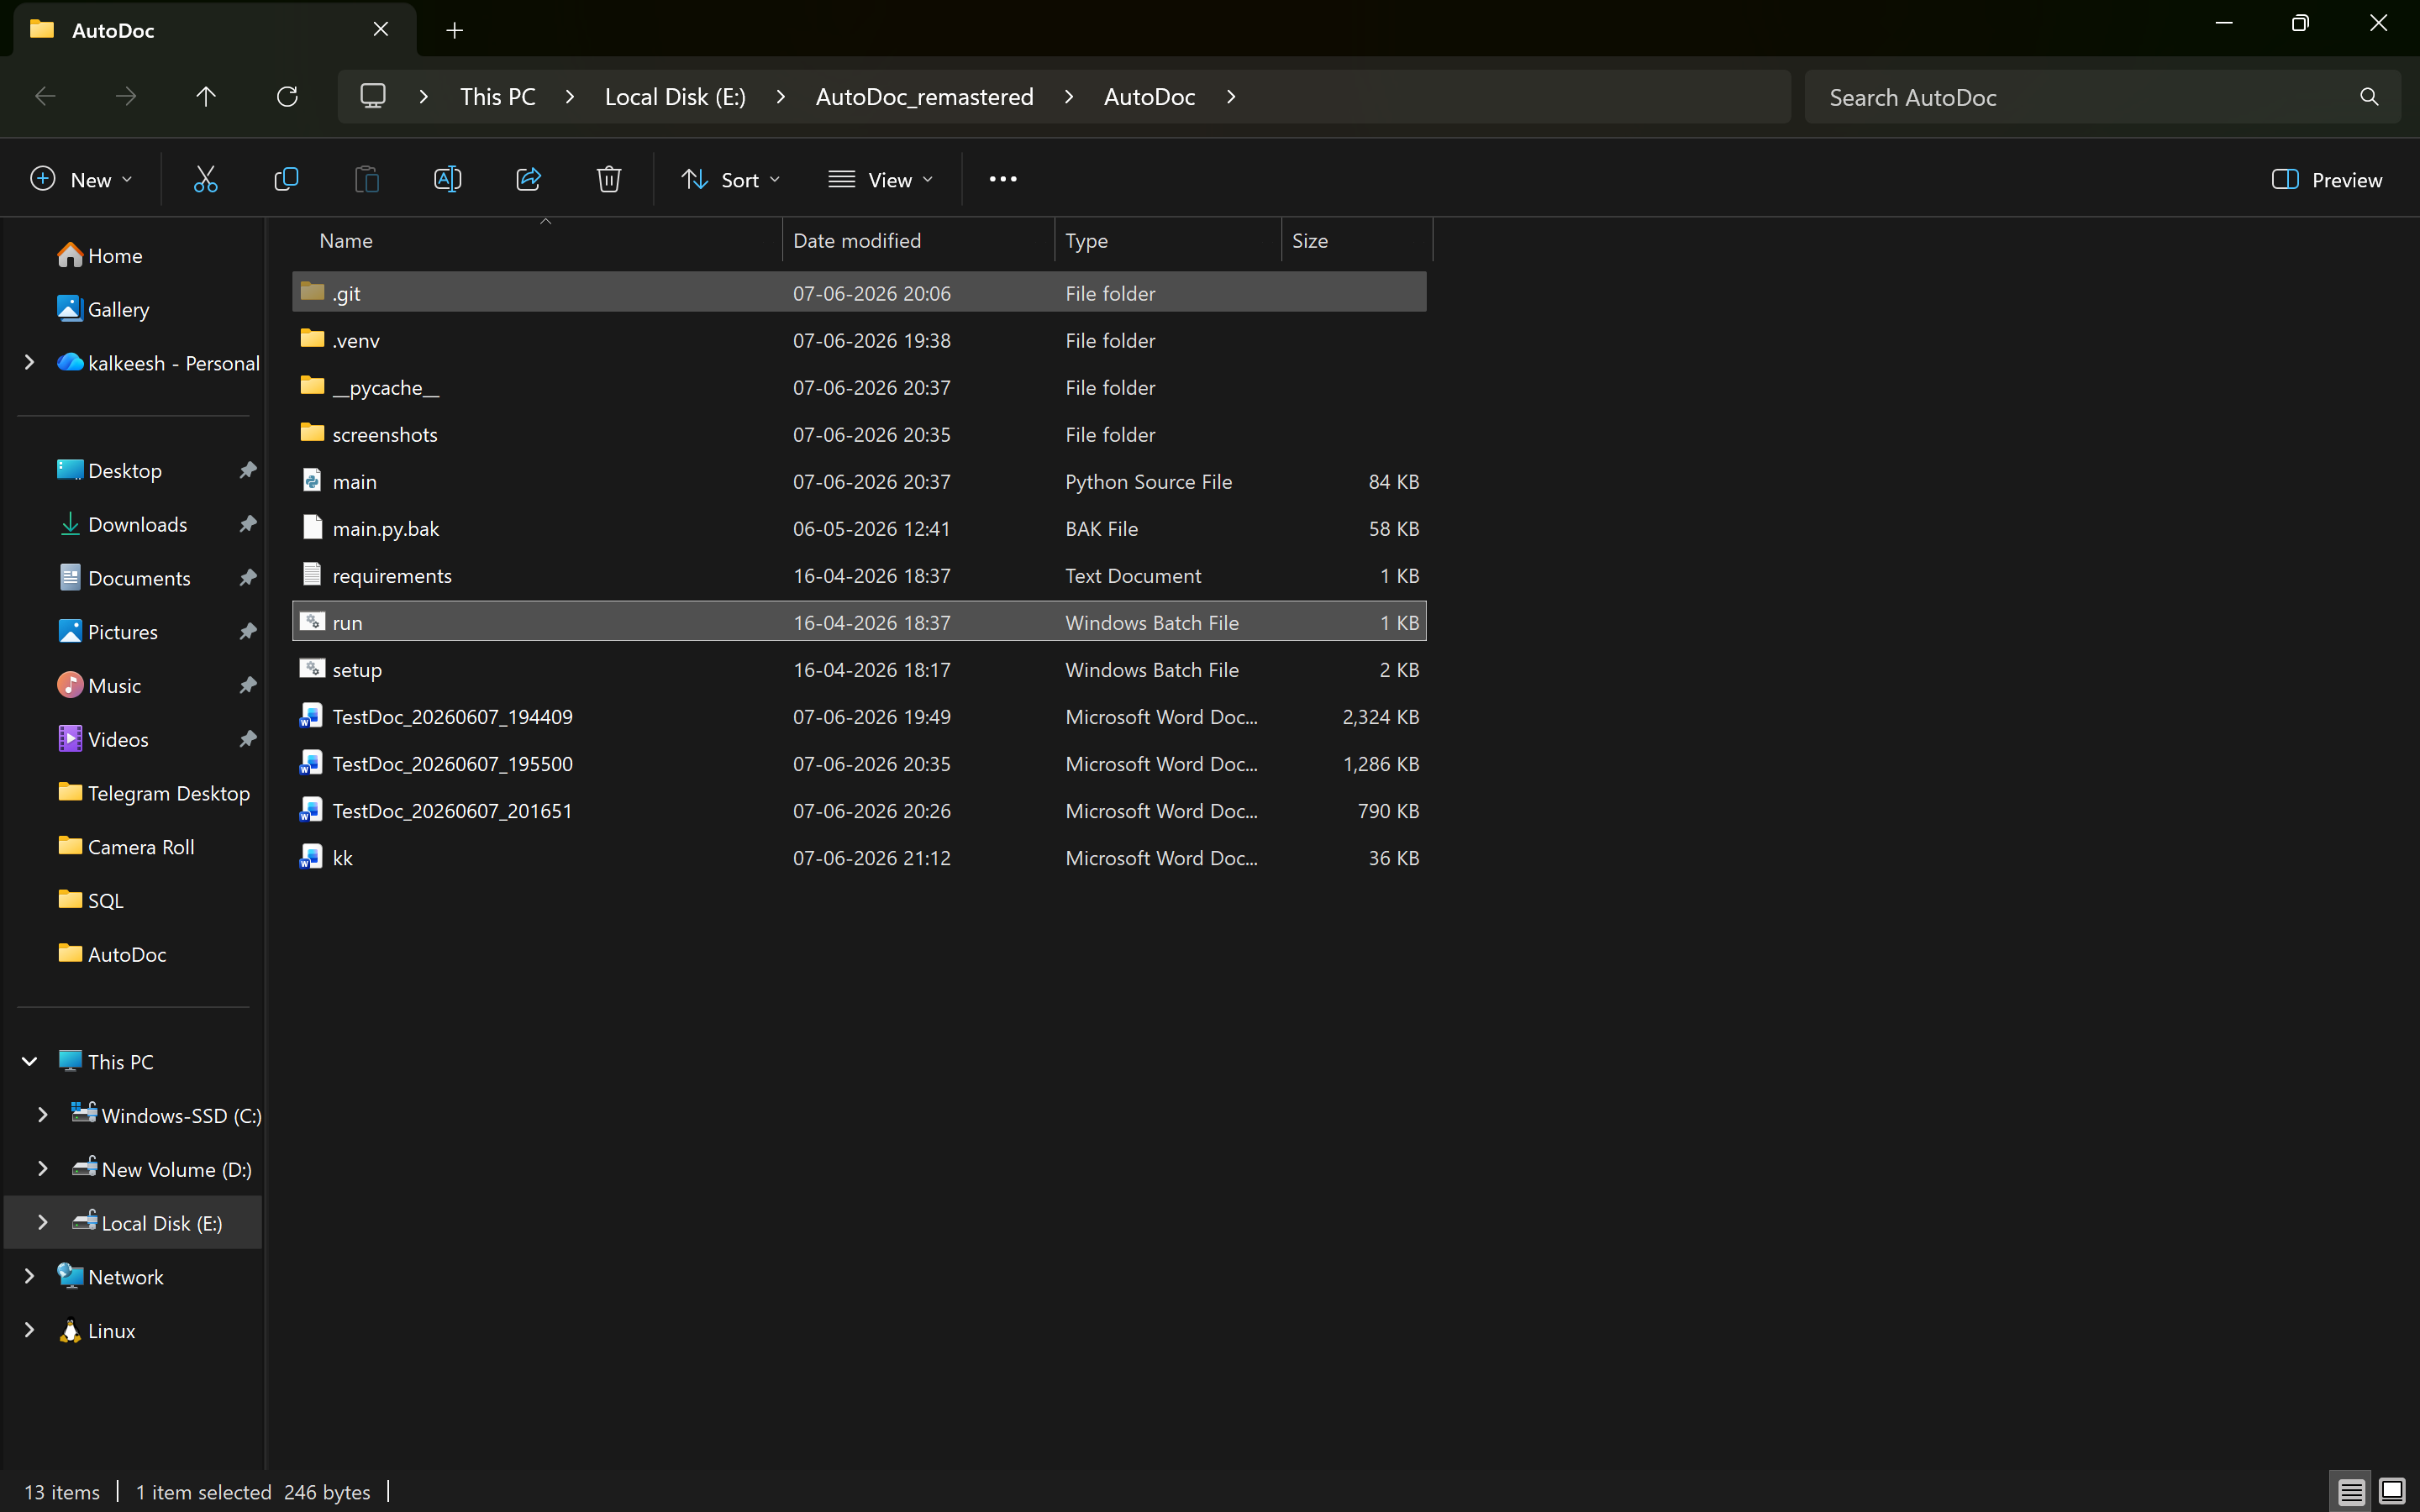 AutoDoc
This PC > Local Disk (E:) > AutoDoc_remastered > AutoDoc >
Search AutoDoc
New
Sort
View
Preview
Home
Gallery
kalkeesh - Personal
Desktop
Downloads
Documents
Pictures
Music
Videos
Telegram Desktop
Camera Roll
SQL
AutoDoc
This PC
Windows-SSD (C:)
New Volume (D:)
Local Disk (E:)
Network
Linux
Name Date modified Type Size
.git 07-06-2026 20:06 File folder
.venv 07-06-2026 19:38 File folder
__pycache__ 07-06-2026 20:37 File folder
screenshots 07-06-2026 20:35 File folder
main 07-06-2026 20:37 Python Source File 84 KB
main.py.bak 06-05-2026 12:41 BAK File 58 KB
requirements 16-04-2026 18:37 Text Document 1 KB
run 16-04-2026 18:37 Windows Batch File 1 KB
setup 16-04-2026 18:17 Windows Batch File 2 KB
TestDoc_20260607_194409 07-06-2026 19:49 Microsoft Word Doc... 2,324 KB
TestDoc_20260607_195500 07-06-2026 20:35 Microsoft Word Doc... 1,286 KB
TestDoc_20260607_201651 07-06-2026 20:26 Microsoft Word Doc... 790 KB
kk 07-06-2026 21:12 Microsoft Word Doc... 36 KB
13 items 1 item selected 246 bytes